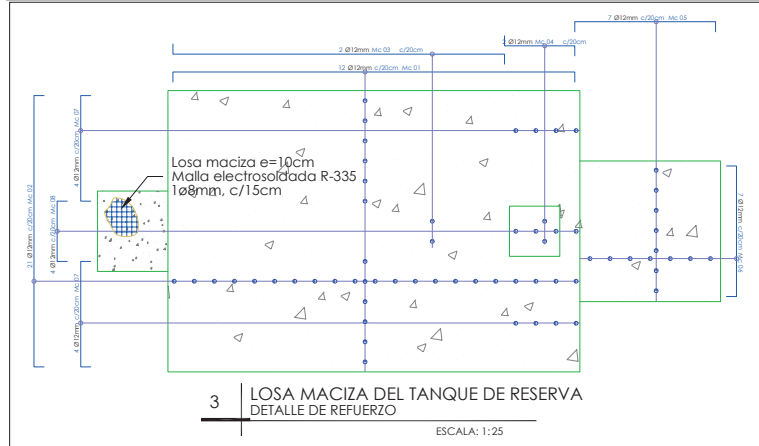 7 Ø12mm c/20cm Mc 05
2 Ø12mm Mc 03 c/20cm
2 Ø12mm Mc 04 c/20cm
12 Ø12mm c/20cm Mc 01
4 Ø12mm c/20cm Mc 07
Losa maciza e=10cm
Malla electrosoldada R-335
1ø8mm, c/15cm
21 Ø12mm c/20cm Mc 02
4 Ø12mm c/20cm Mc 08
7 Ø12mm c/20cm Mc 06
4 Ø12mm c/20cm Mc 07
3
LOSA MACIZA DEL TANQUE DE RESERVA
DETALLE DE REFUERZO
ESCALA: 1:25